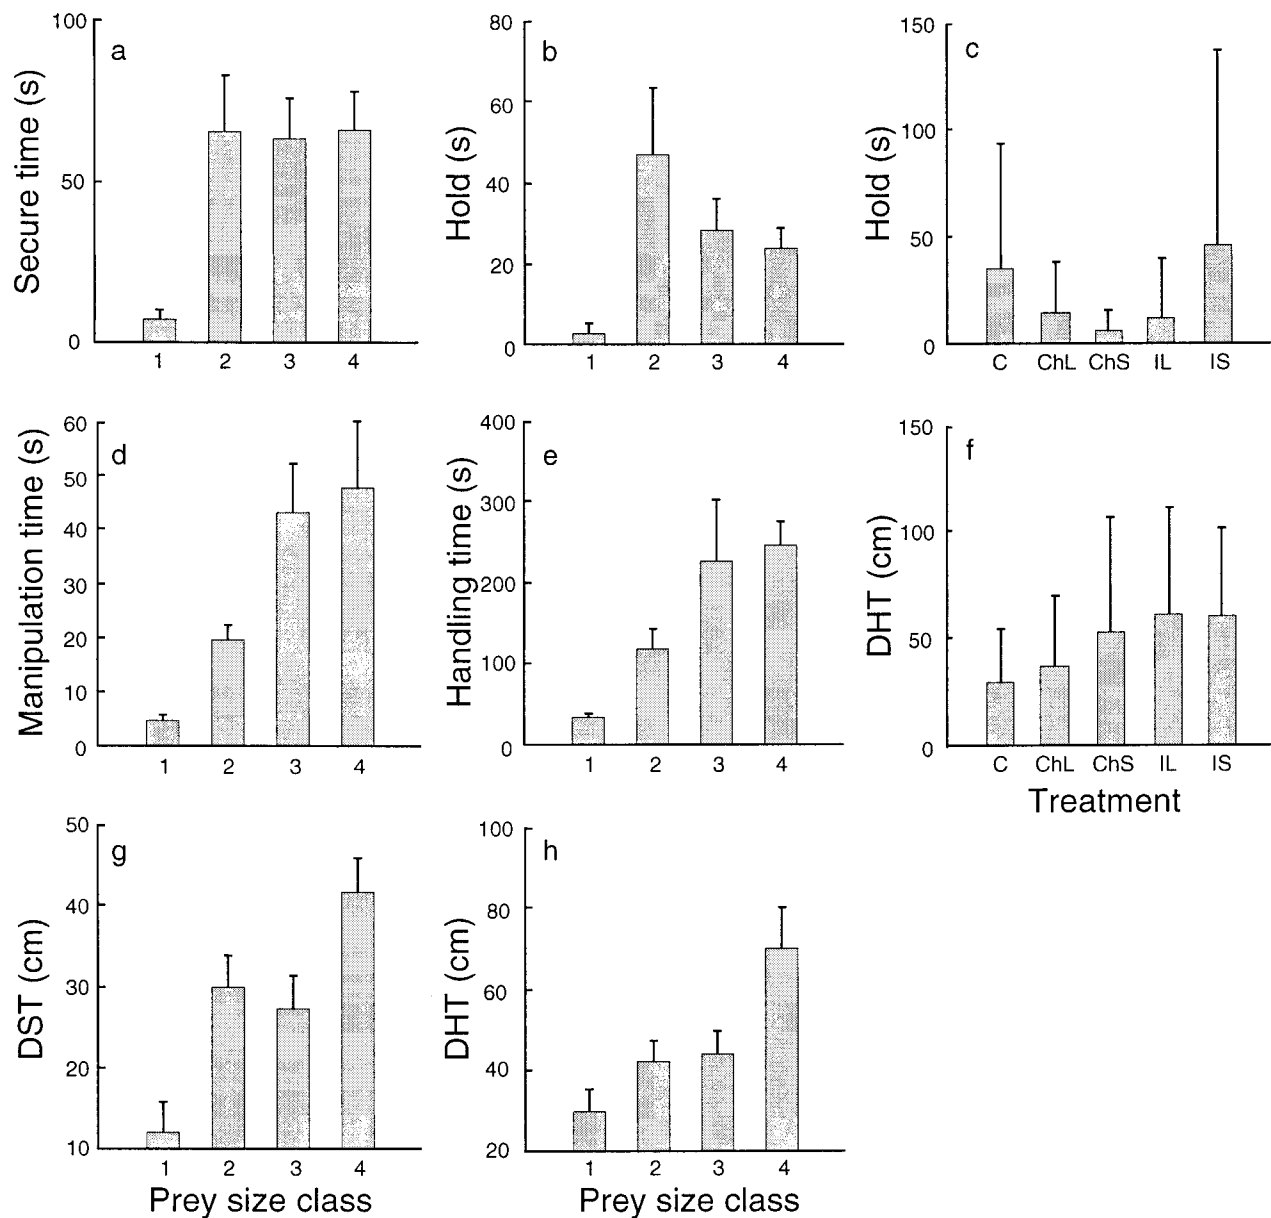 a
Secure time (s)
100
50
0
1 2 3 4
b
Hold (s)
80
60
40
20
0
1 2 3 4
c
Hold (s)
150
100
50
0
C ChL ChS IL IS
d
Manipulation time (s)
60
50
40
30
20
10
0
1 2 3 4
e
Handling time (s)
400
300
200
100
0
1 2 3 4
f
DHT (cm)
150
100
50
0
C ChL ChS IL IS
Treatment
g
DST (cm)
50
40
30
20
10
1 2 3 4
Prey size class
h
DHT (cm)
100
80
60
40
20
1 2 3 4
Prey size class